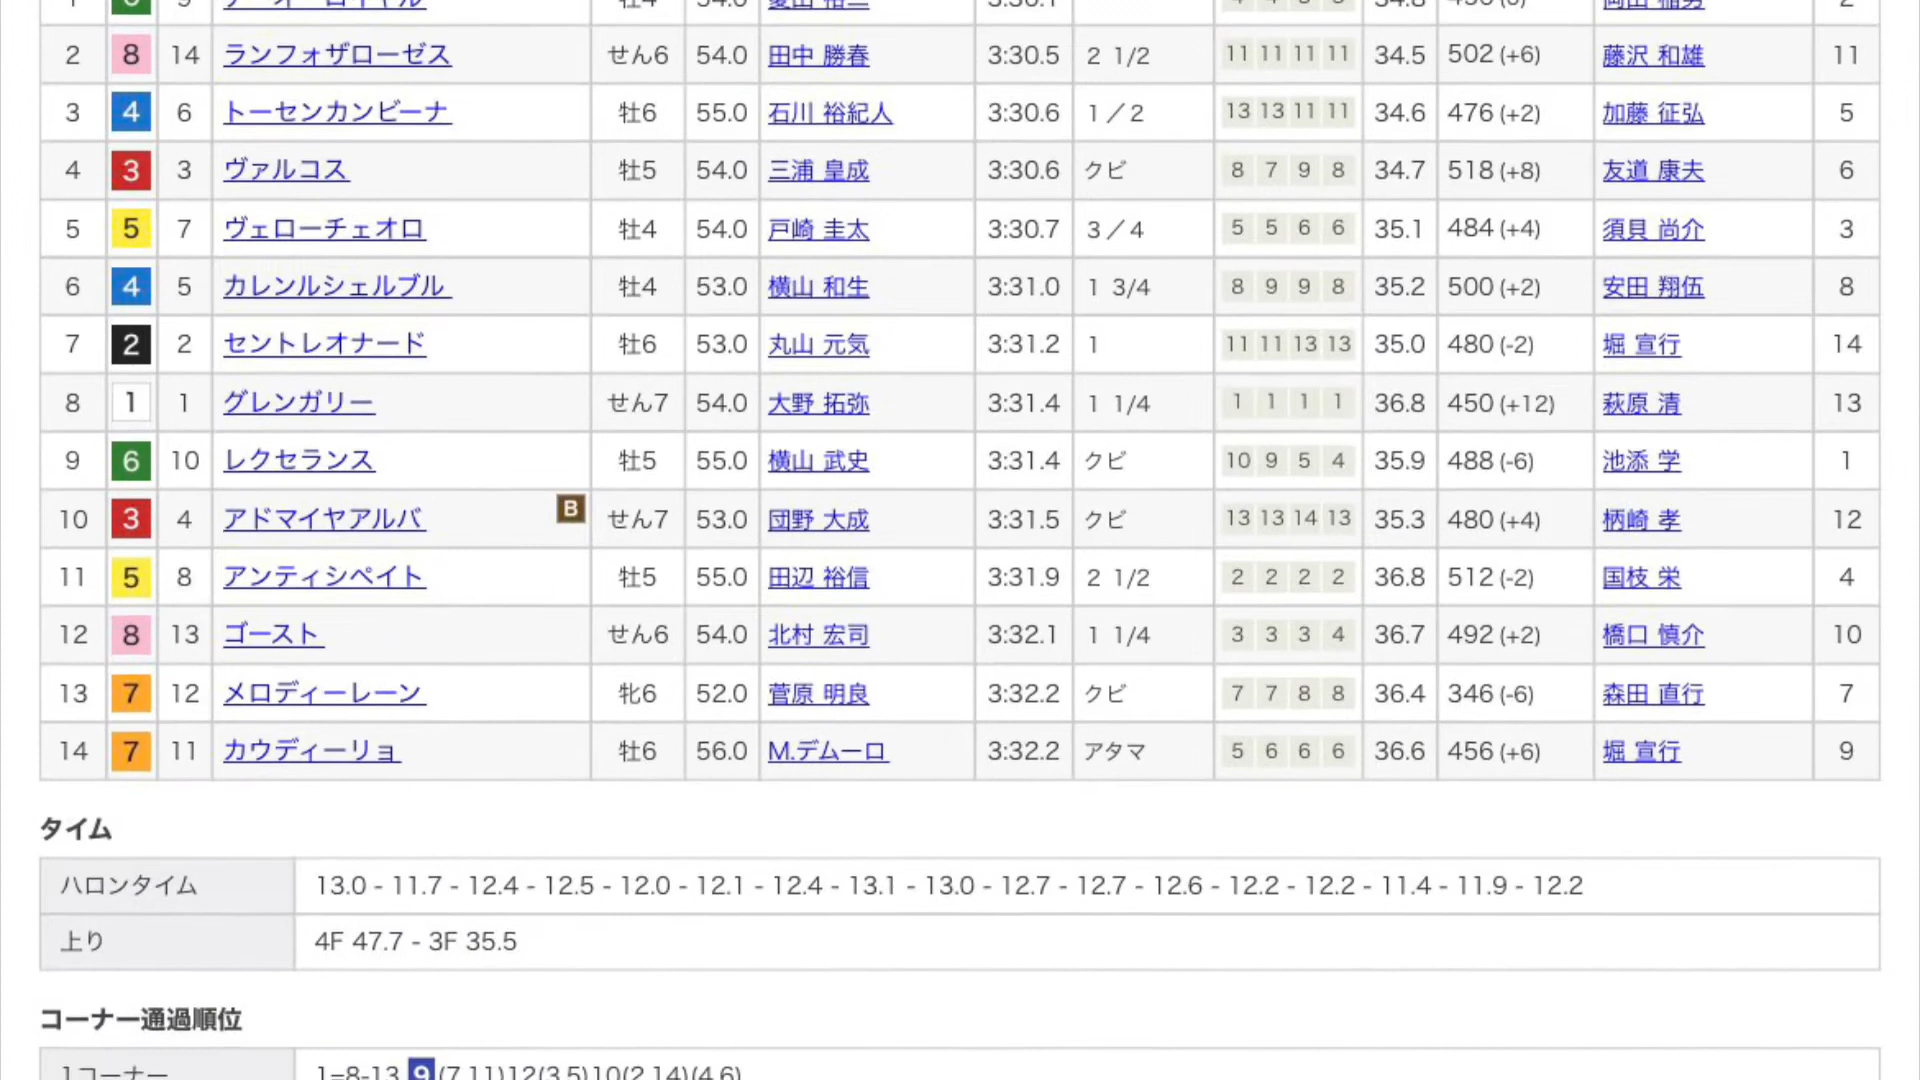 2 8 14 ランフォザローゼス せん6 54.0 田中 勝春 3:30.5 2 1/2 11 11 11 11 34.5 502 (+6) 藤沢 和雄 11
3 4 6 トーセンカンビーナ 牡6 55.0 石川 裕紀人 3:30.6 1/2 13 13 11 11 34.6 476 (+2) 加藤 征弘 5
4 3 3 ヴァルコス 牡5 54.0 三浦 皇成 3:30.6 クビ 8 7 9 8 34.7 518 (+8) 友道 康夫 6
5 5 7 ヴェローチェオロ 牡4 54.0 戸崎 圭太 3:30.7 3/4 5 5 6 6 35.1 484 (+4) 須貝 尚介 3
6 4 5 カレンルシェルブル 牡4 53.0 横山 和生 3:31.0 1 3/4 8 9 9 8 35.2 500 (+2) 安田 翔伍 8
7 2 2 セントレオナード 牡6 53.0 丸山 元気 3:31.2 1 11 11 13 13 35.0 480 (-2) 堀 宣行 14
8 1 1 グレンガリー せん7 54.0 大野 拓弥 3:31.4 1 1/4 1 1 1 1 36.8 450 (+12) 萩原 清 13
9 6 10 レクセランス 牡5 55.0 横山 武史 3:31.4 クビ 10 9 5 4 35.9 488 (-6) 池添 学 1
10 3 4 アドマイヤアルバ B せん7 53.0 団野 大成 3:31.5 クビ 13 13 14 13 35.3 480 (+4) 柄崎 孝 12
11 5 8 アンティシペイト 牡5 55.0 田辺 裕信 3:31.9 2 1/2 2 2 2 2 36.8 512 (-2) 国枝 栄 4
12 8 13 ゴースト せん6 54.0 北村 宏司 3:32.1 1 1/4 3 3 3 4 36.7 492 (+2) 橋口 慎介 10
13 7 12 メロディーレーン 牝6 52.0 菅原 明良 3:32.2 クビ 7 7 8 8 36.4 346 (-6) 森田 直行 7
14 7 11 カウディーリョ 牡6 56.0 M.デムーロ 3:32.2 アタマ 5 6 6 6 36.6 456 (+6) 堀 宣行 9
タイム
ハロンタイム 13.0 - 11.7 - 12.4 - 12.5 - 12.0 - 12.1 - 12.4 - 13.1 - 13.0 - 12.7 - 12.7 - 12.6 - 12.2 - 12.2 - 11.4 - 11.9 - 12.2
上り 4F 47.7 - 3F 35.5
コーナー通過順位
1コーナー 1=8-13,9(7,11)12(3,5)10(2,14)(4,6)